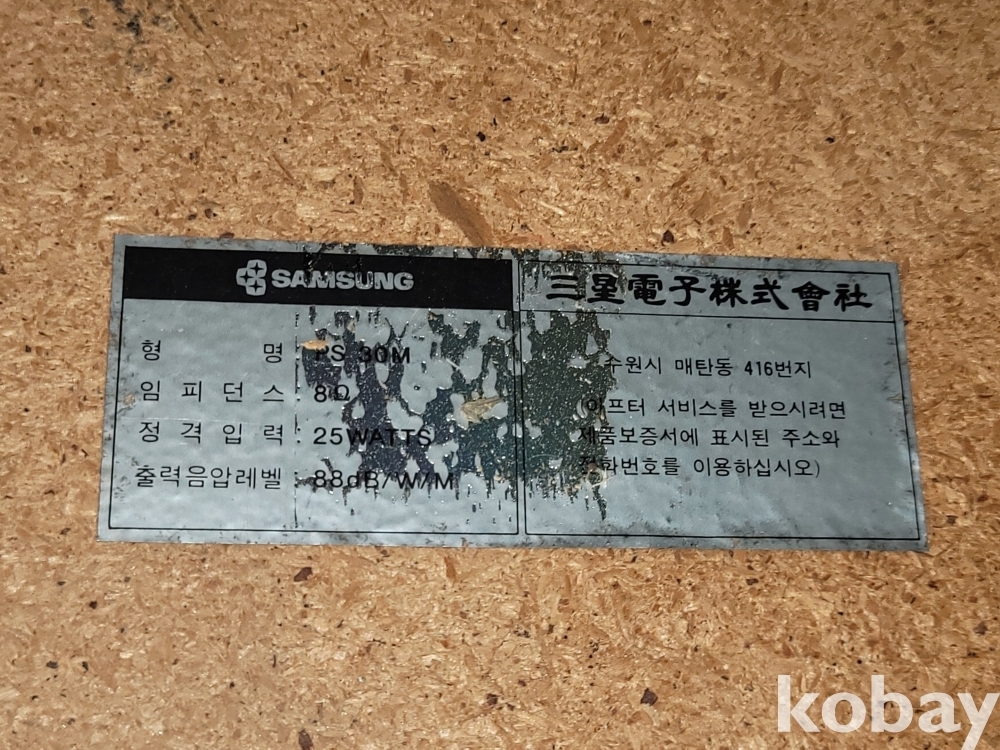 SAMSUNG
형 명 : PS-30M
임피던스 : 8Ω
정격입력 : 25WATTS
출력음압레벨 : 88dB/W/M
三星電子株式會社
수원시 매탄동 416번지
(아프터 서비스를 받으시려면
제품보증서에 표시된 주소와
전화번호를 이용하십시오)
kobay